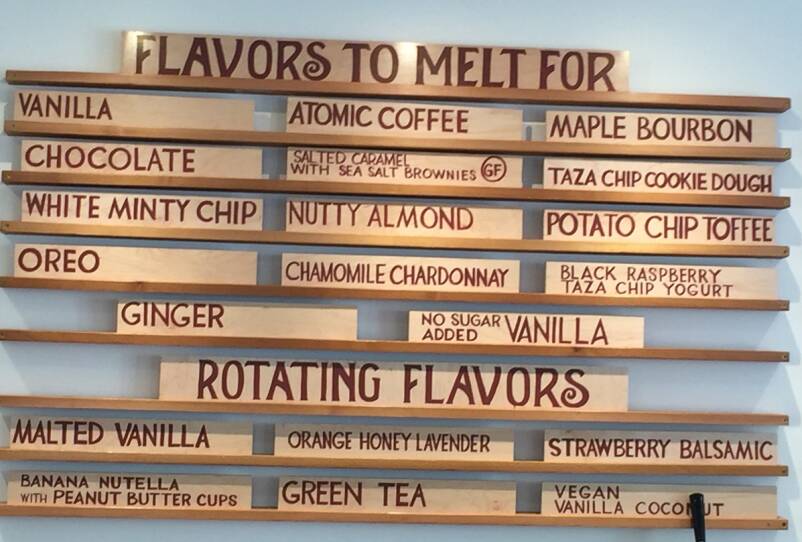 FLAVORS TO MELT FOR
VANILLA
ATOMIC COFFEE
MAPLE BOURBON
CHOCOLATE
SALTED CARAMEL
WITH SEA SALT BROWNIES GF
TAZA CHIP COOKIE DOUGH
WHITE MINTY CHIP
NUTTY ALMOND
POTATO CHIP TOFFEE
OREO
CHAMOMILE CHARDONNAY
BLACK RASPBERRY
TAZA CHIP YOGURT
GINGER
NO SUGAR
ADDED VANILLA
ROTATING FLAVORS
MALTED VANILLA
ORANGE HONEY LAVENDER
STRAWBERRY BALSAMIC
BANANA NUTELLA
WITH PEANUT BUTTER CUPS
GREEN TEA
VEGAN
VANILLA COCONUT